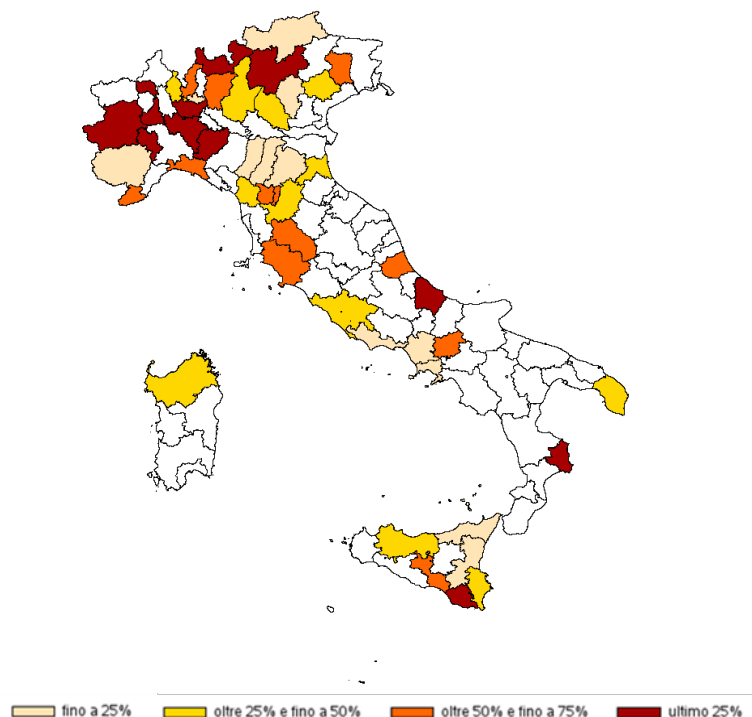 fino a 25%
oltre 25% e fino a 50%
oltre 50% e fino a 75%
ultimo 25%